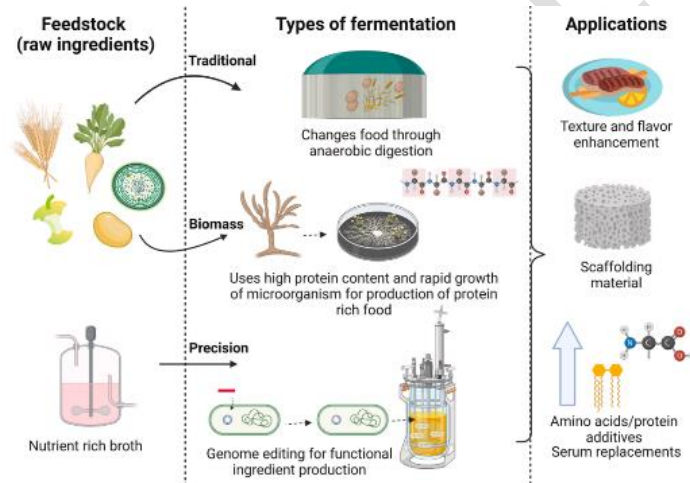 Feedstock
(raw ingredients)
Types of fermentation
Applications
Traditional
Changes food through
anaerobic digestion
Texture and flavor
enhancement
Biomass
Uses high protein content and rapid growth
of microorganism for production of protein
rich food
Scaffolding
material
Precision
Nutrient rich broth
Genome editing for functional
ingredient production
H
H
N
H
C
H
C
O
O
Amino acids/protein
additives
Serum replacements